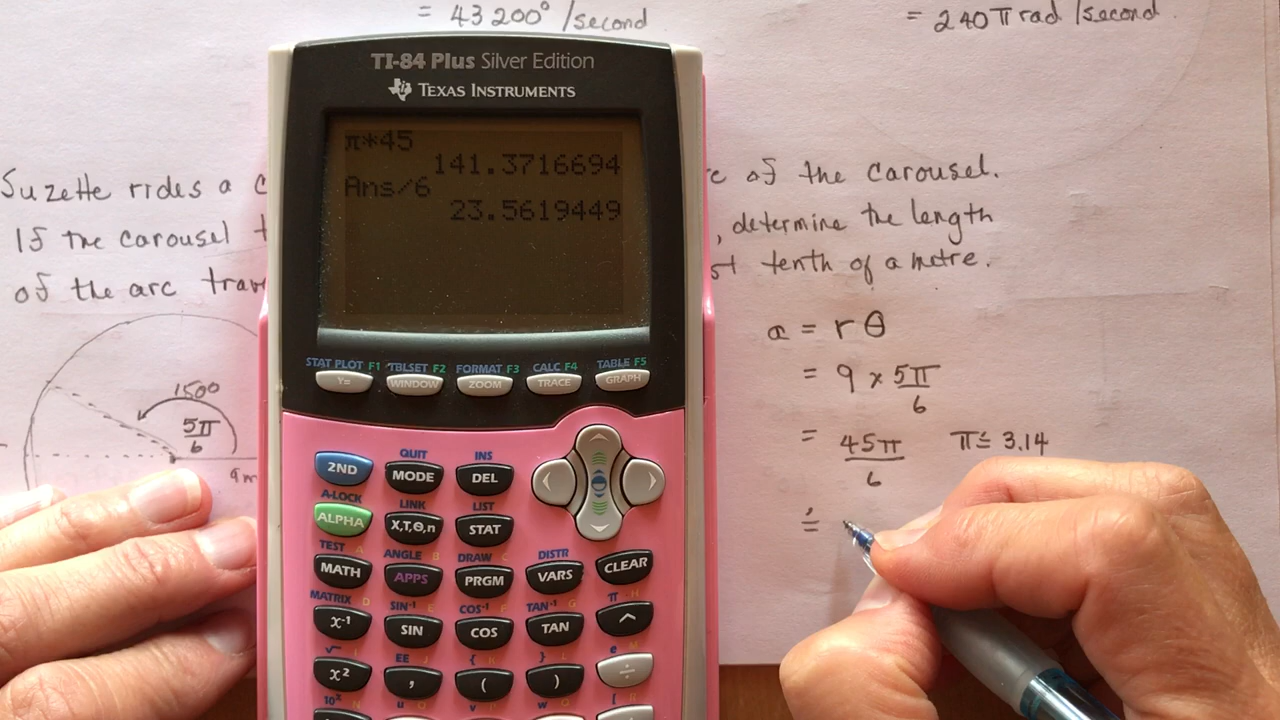 = 43200°/second
= 240π rad/second
TI-84 Plus Silver Edition
TEXAS INSTRUMENTS
π*45
141.3716694
Ans/6
23.5619449
Suzette rides a of the carousel.
If the carousel , determine the length
of the arc tenth of a metre.
150°
5π
6
9m
a = rθ
= 9 x 5π
6
= 45π π ≐ 3.14
6
≐
STAT PLOT F1 TBLSET F2 FORMAT F3 CALC F4 TABLE F5
Y= WINDOW ZOOM TRACE GRAPH
QUIT INS
2ND MODE DEL
A-LOCK LINK LIST
ALPHA X,T,θ,n STAT
TEST A ANGLE B DRAW C DISTR
MATH APPS PRGM VARS CLEAR
MATRIX D SIN⁻¹ E COS⁻¹ F TAN⁻¹ G π H
x⁻¹ SIN COS TAN ^
√ I EE J { K } L e M
x² , ( ) ÷
10ˣ N u O v P w Q [ R